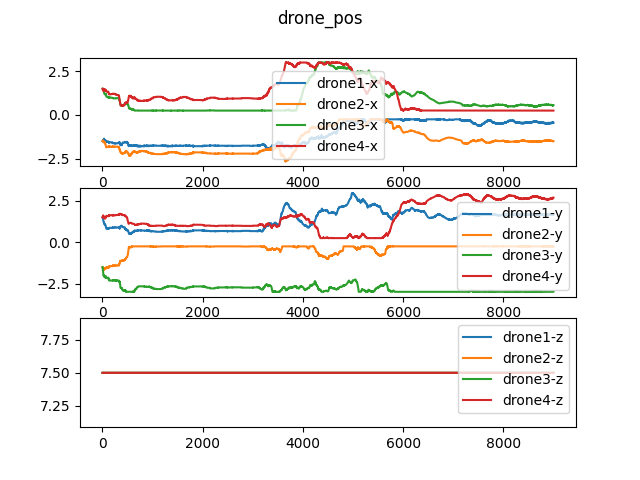 drone_pos
2.5
0.0
−2.5
drone1-x
drone2-x
drone3-x
drone4-x
0 2000 4000 6000 8000
2.5
0.0
−2.5
drone1-y
drone2-y
drone3-y
drone4-y
0 2000 4000 6000 8000
7.75
7.50
7.25
drone1-z
drone2-z
drone3-z
drone4-z
0 2000 4000 6000 8000